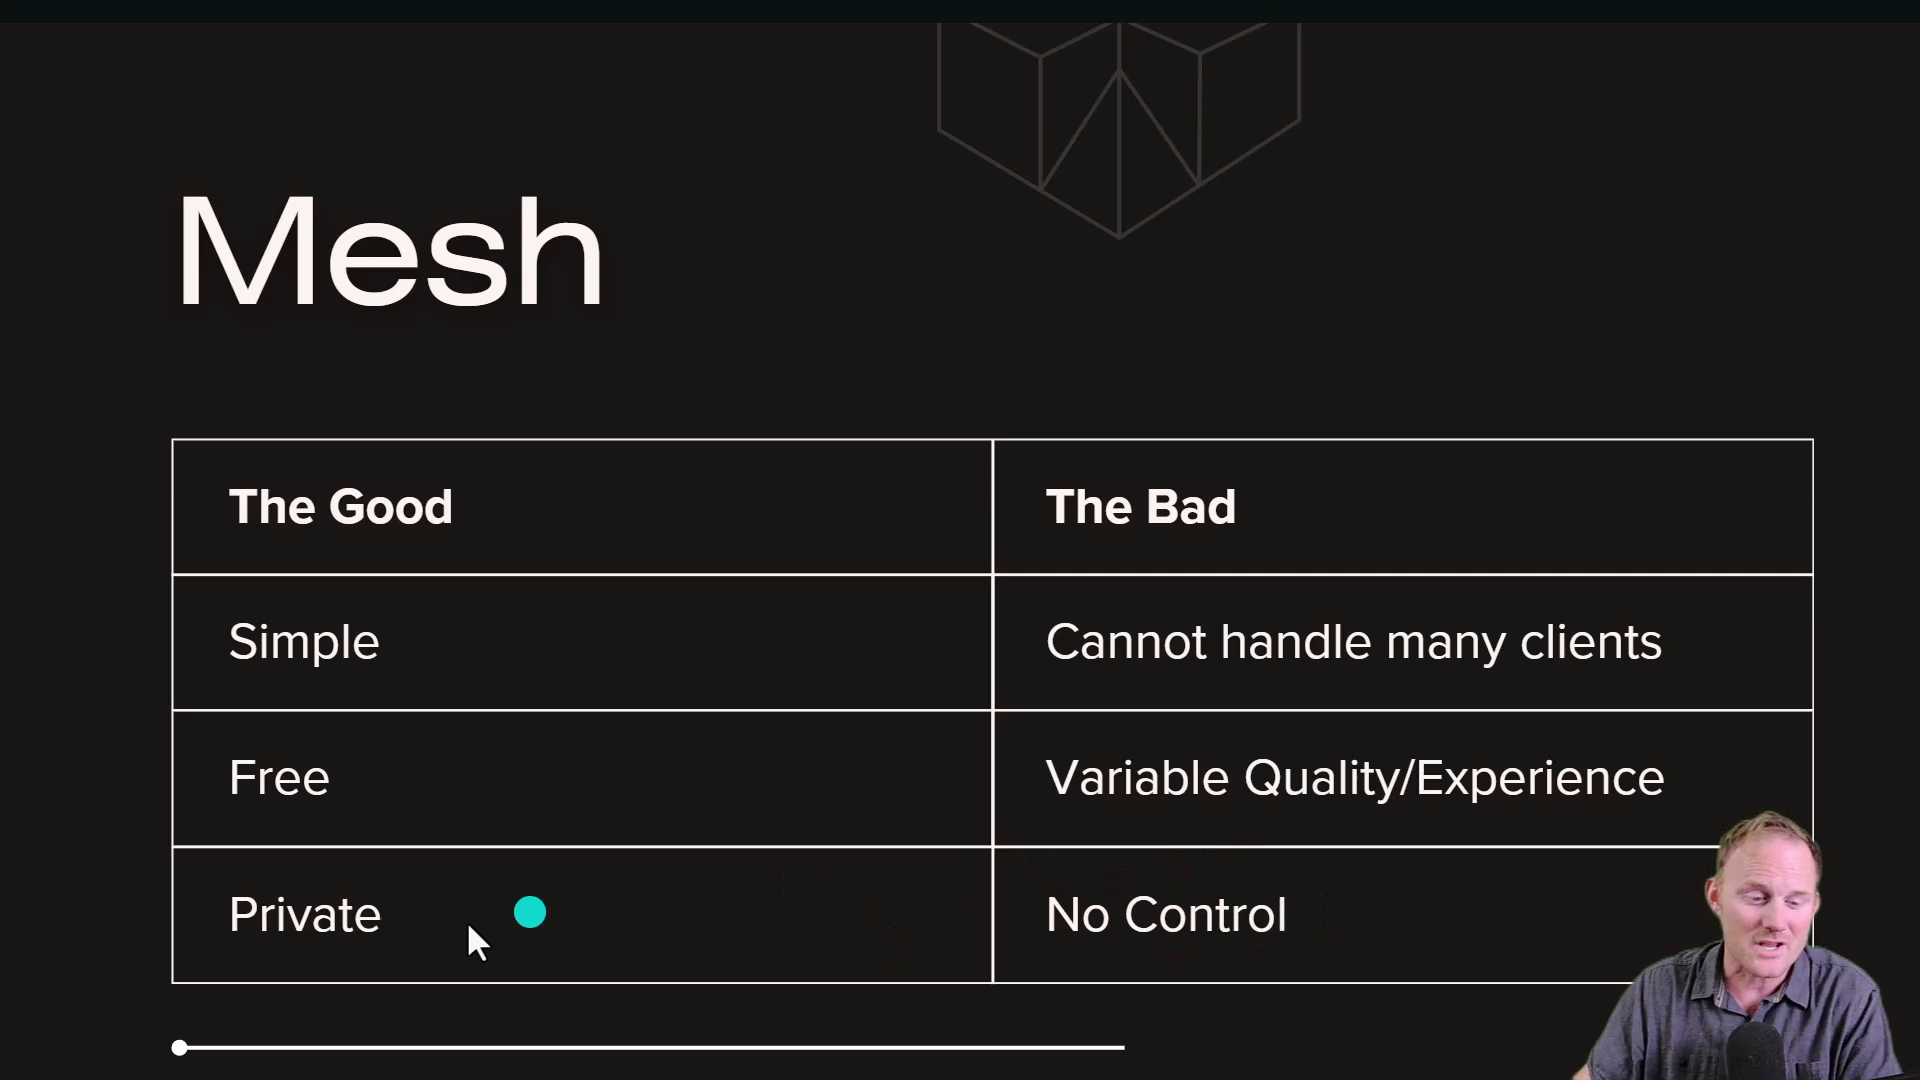 Mesh
The Good
The Bad
Simple
Cannot handle many clients
Free
Variable Quality/Experience
Private
No Control